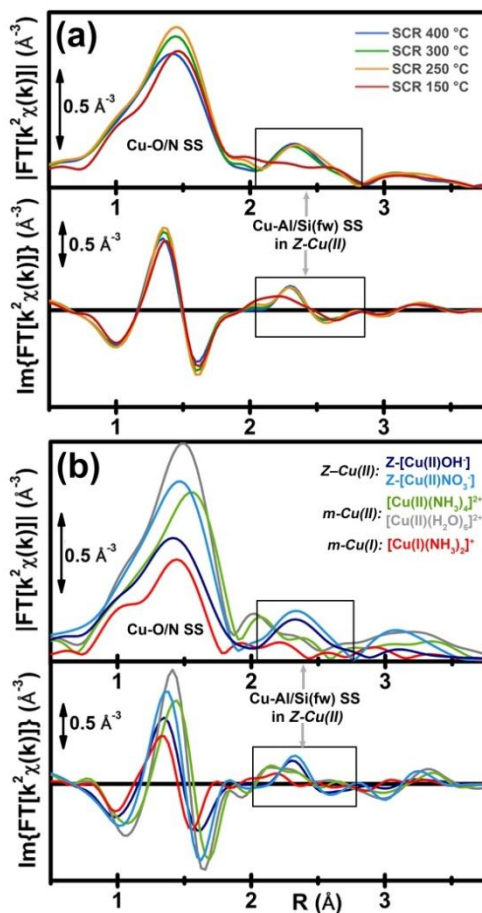 (a)
SCR 400 °C
SCR 300 °C
SCR 250 °C
SCR 150 °C
|FT[k²χ(k)]| (Å⁻³)
0.5 Å⁻³
Cu-O/N SS
1 2 3
Cu-Al/Si(fw) SS
in Z-Cu(II)
0.5 Å⁻³
Im{FT[k²χ(k)]} (Å⁻³)
(b)
Z–Cu(II): Z-[Cu(II)OH⁻]
Z-[Cu(II)NO₃⁻]
m-Cu(II): [Cu(II)(NH₃)₄]²⁺
[Cu(II)(H₂O)₆]²⁺
m-Cu(I): [Cu(I)(NH₃)₂]⁺
|FT[k²χ(k)]| (Å⁻³)
0.5 Å⁻³
Cu-O/N SS
1 2 3
Cu-Al/Si(fw) SS
in Z-Cu(II)
0.5 Å⁻³
Im{FT[k²χ(k)]} (Å⁻³)
1 2 3
R (Å)